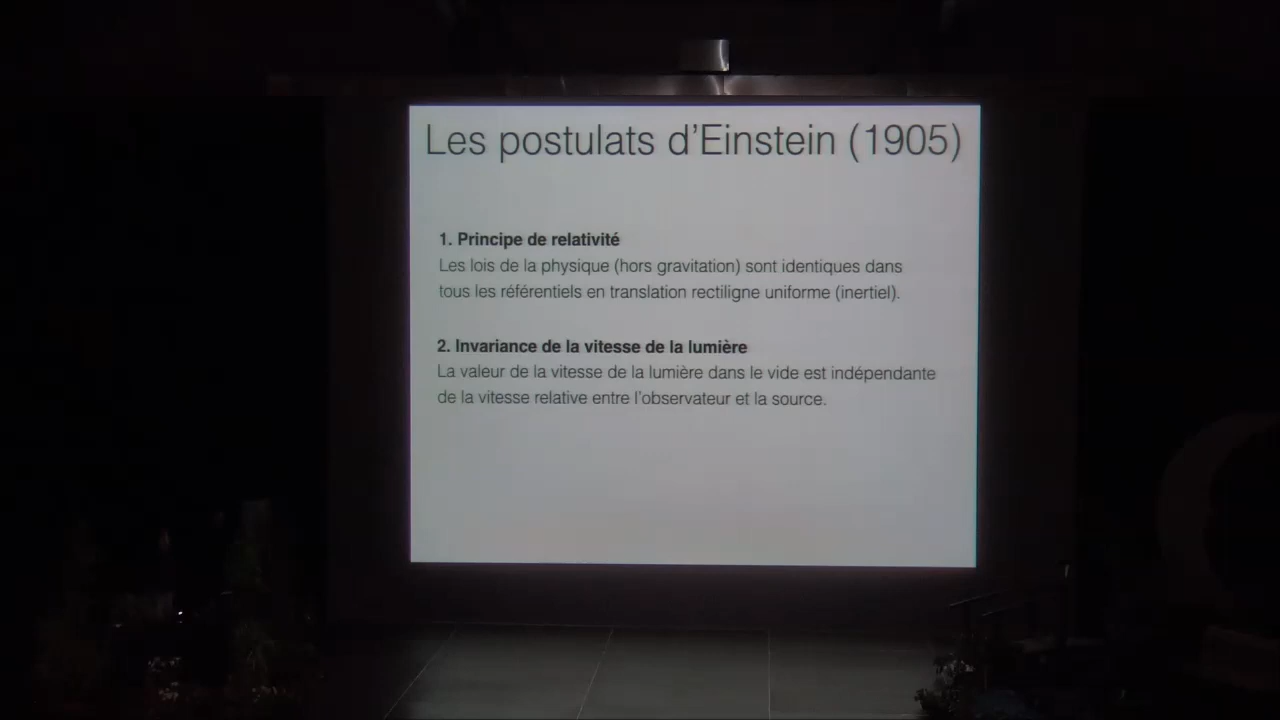 Les postulats d'Einstein (1905)
1. Principe de relativité
Les lois de la physique (hors gravitation) sont identiques dans
tous les référentiels en translation rectiligne uniforme (inertiel).
2. Invariance de la vitesse de la lumière
La valeur de la vitesse de la lumière dans le vide est indépendante
de la vitesse relative entre l'observateur et la source.